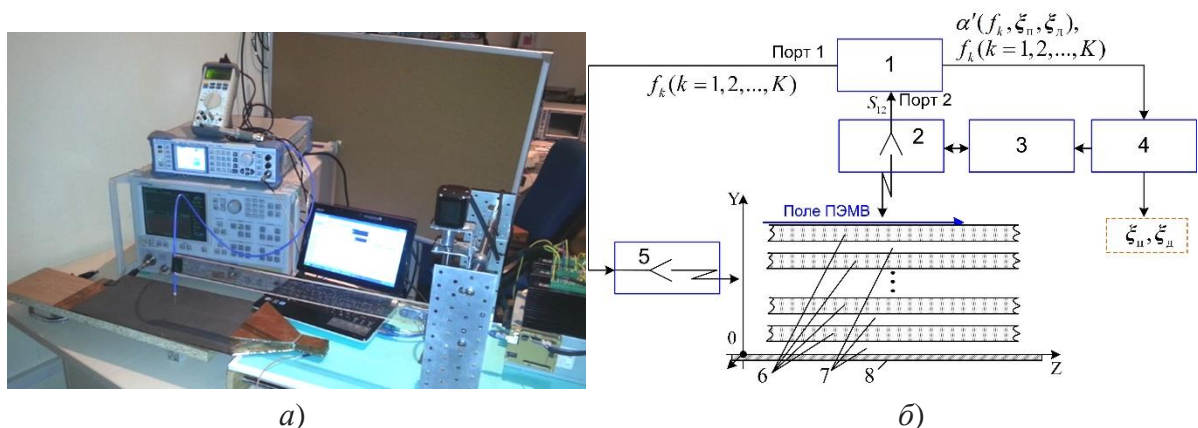 α′(f_k, ξ_п, ξ_д),
f_k (k = 1,2,...,K)
Порт 1
f_k (k = 1,2,...,K)
1
S_12 Порт 2
2
3
4
Y
Поле ПЭМВ
ξ_п, ξ_д
5
0
Z
6
7
8
а)
б)